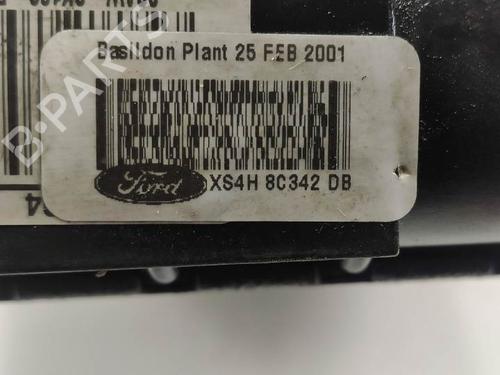 Basildon Plant 25 FEB 2001
Ford
XS4H 8C342 DB
B-PARTS